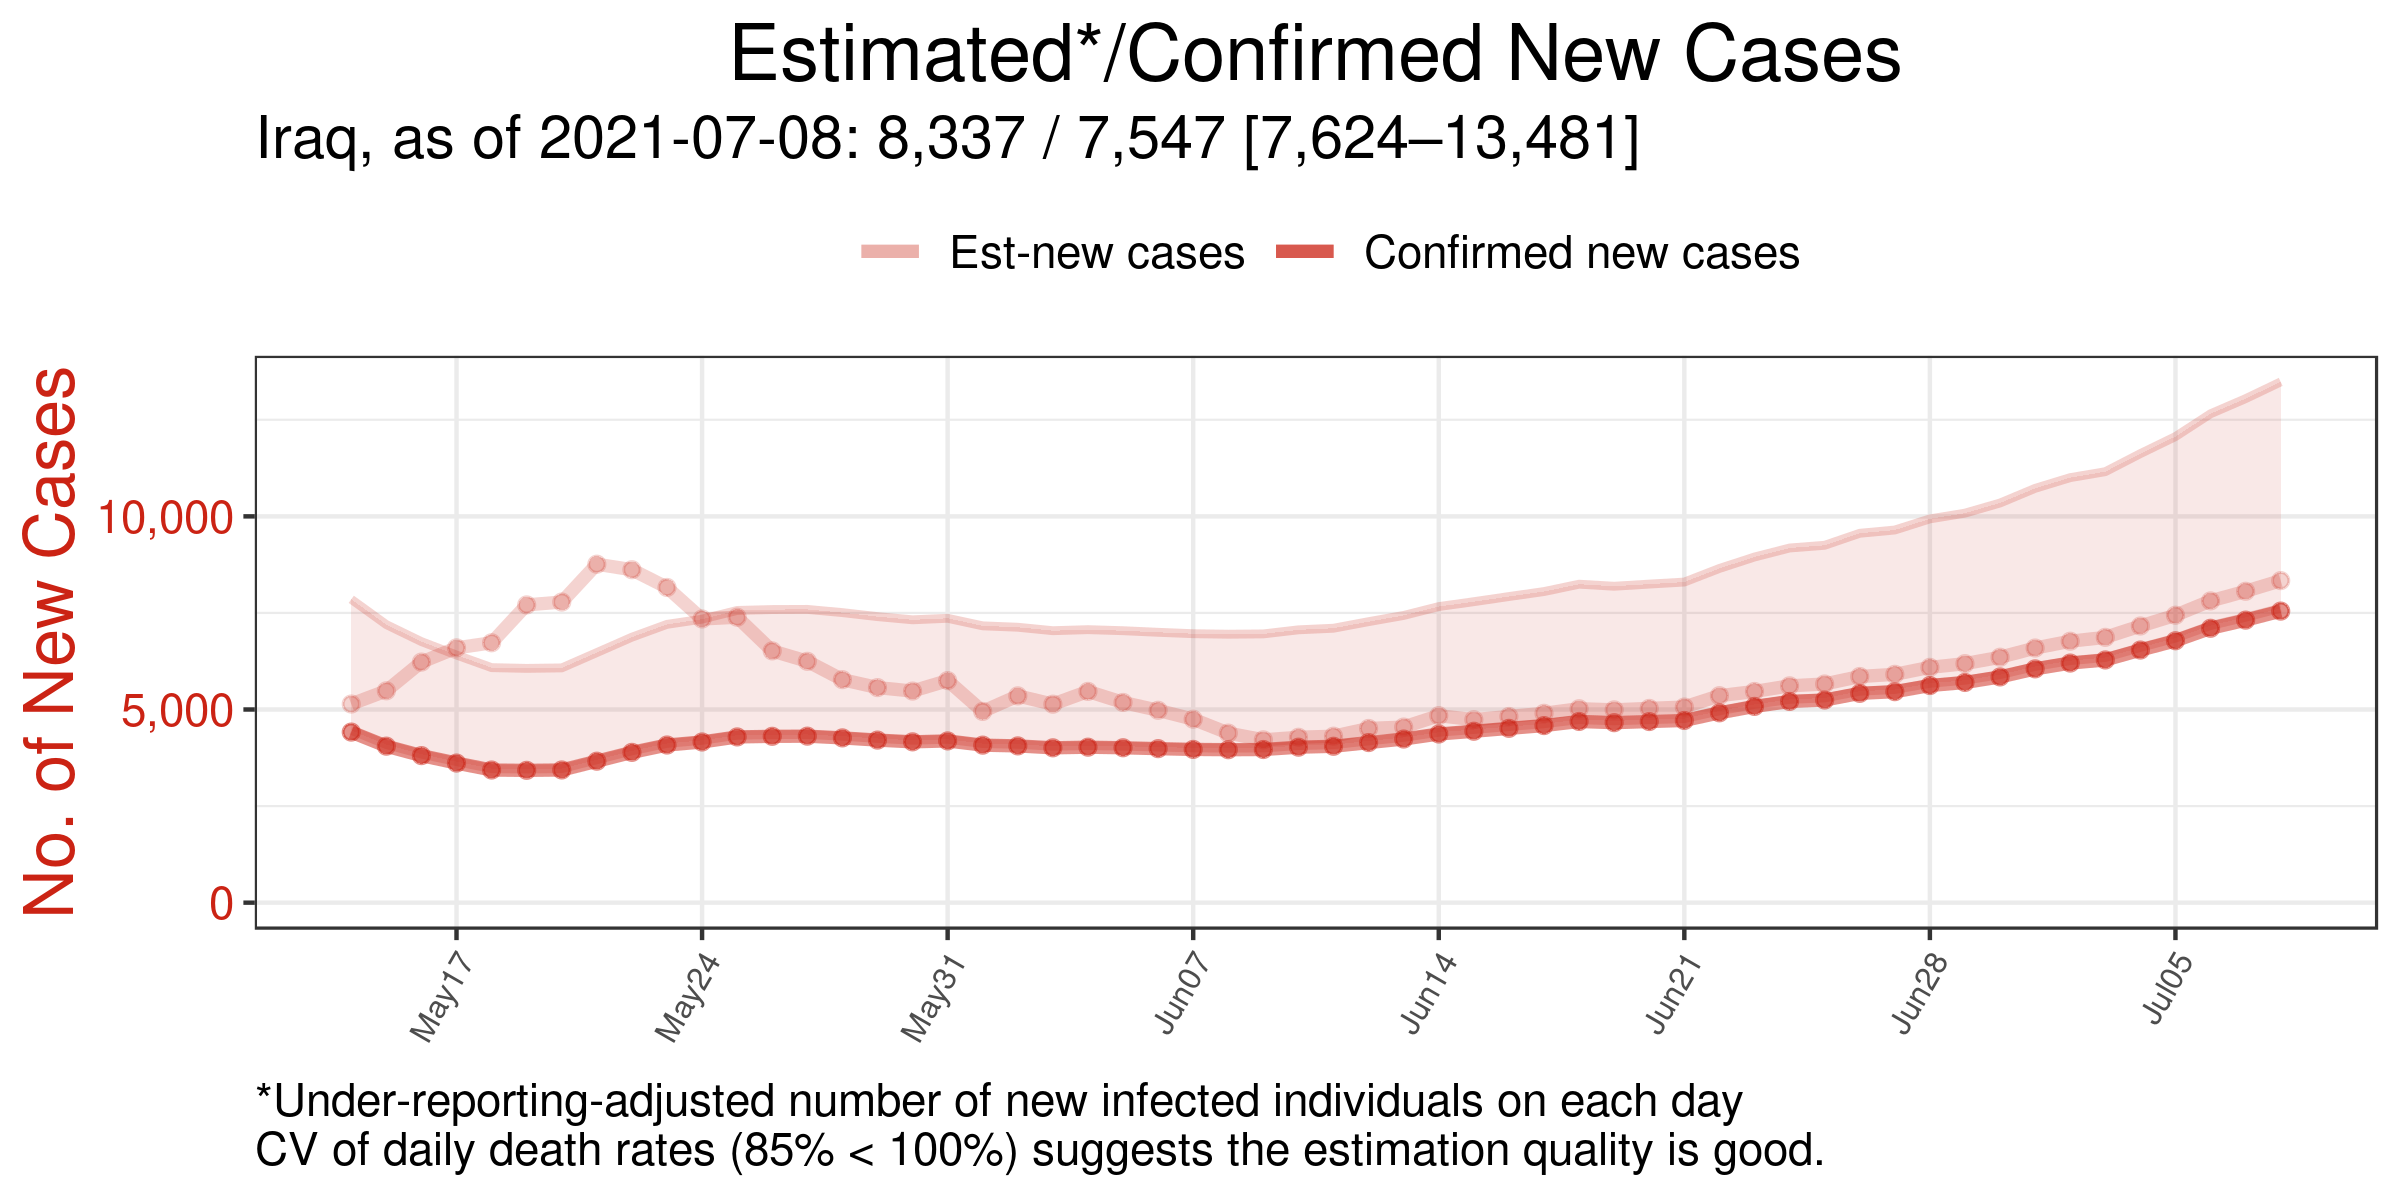 Estimated*/Confirmed New Cases
Iraq, as of 2021-07-08: 8,337 / 7,547 [7,624–13,481]
Est-new cases
Confirmed new cases
No. of New Cases
10,000
5,000
0
May17
May24
May31
Jun07
Jun14
Jun21
Jun28
Jul05
*Under-reporting-adjusted number of new infected individuals on each day
CV of daily death rates (85% < 100%) suggests the estimation quality is good.